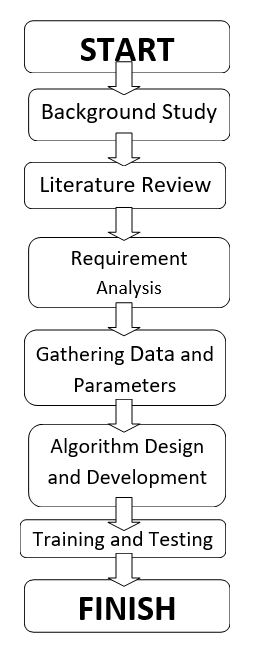 START
Background Study
Literature Review
Requirement
Analysis
Gathering Data and
Parameters
Algorithm Design
and Development
Training and Testing
FINISH